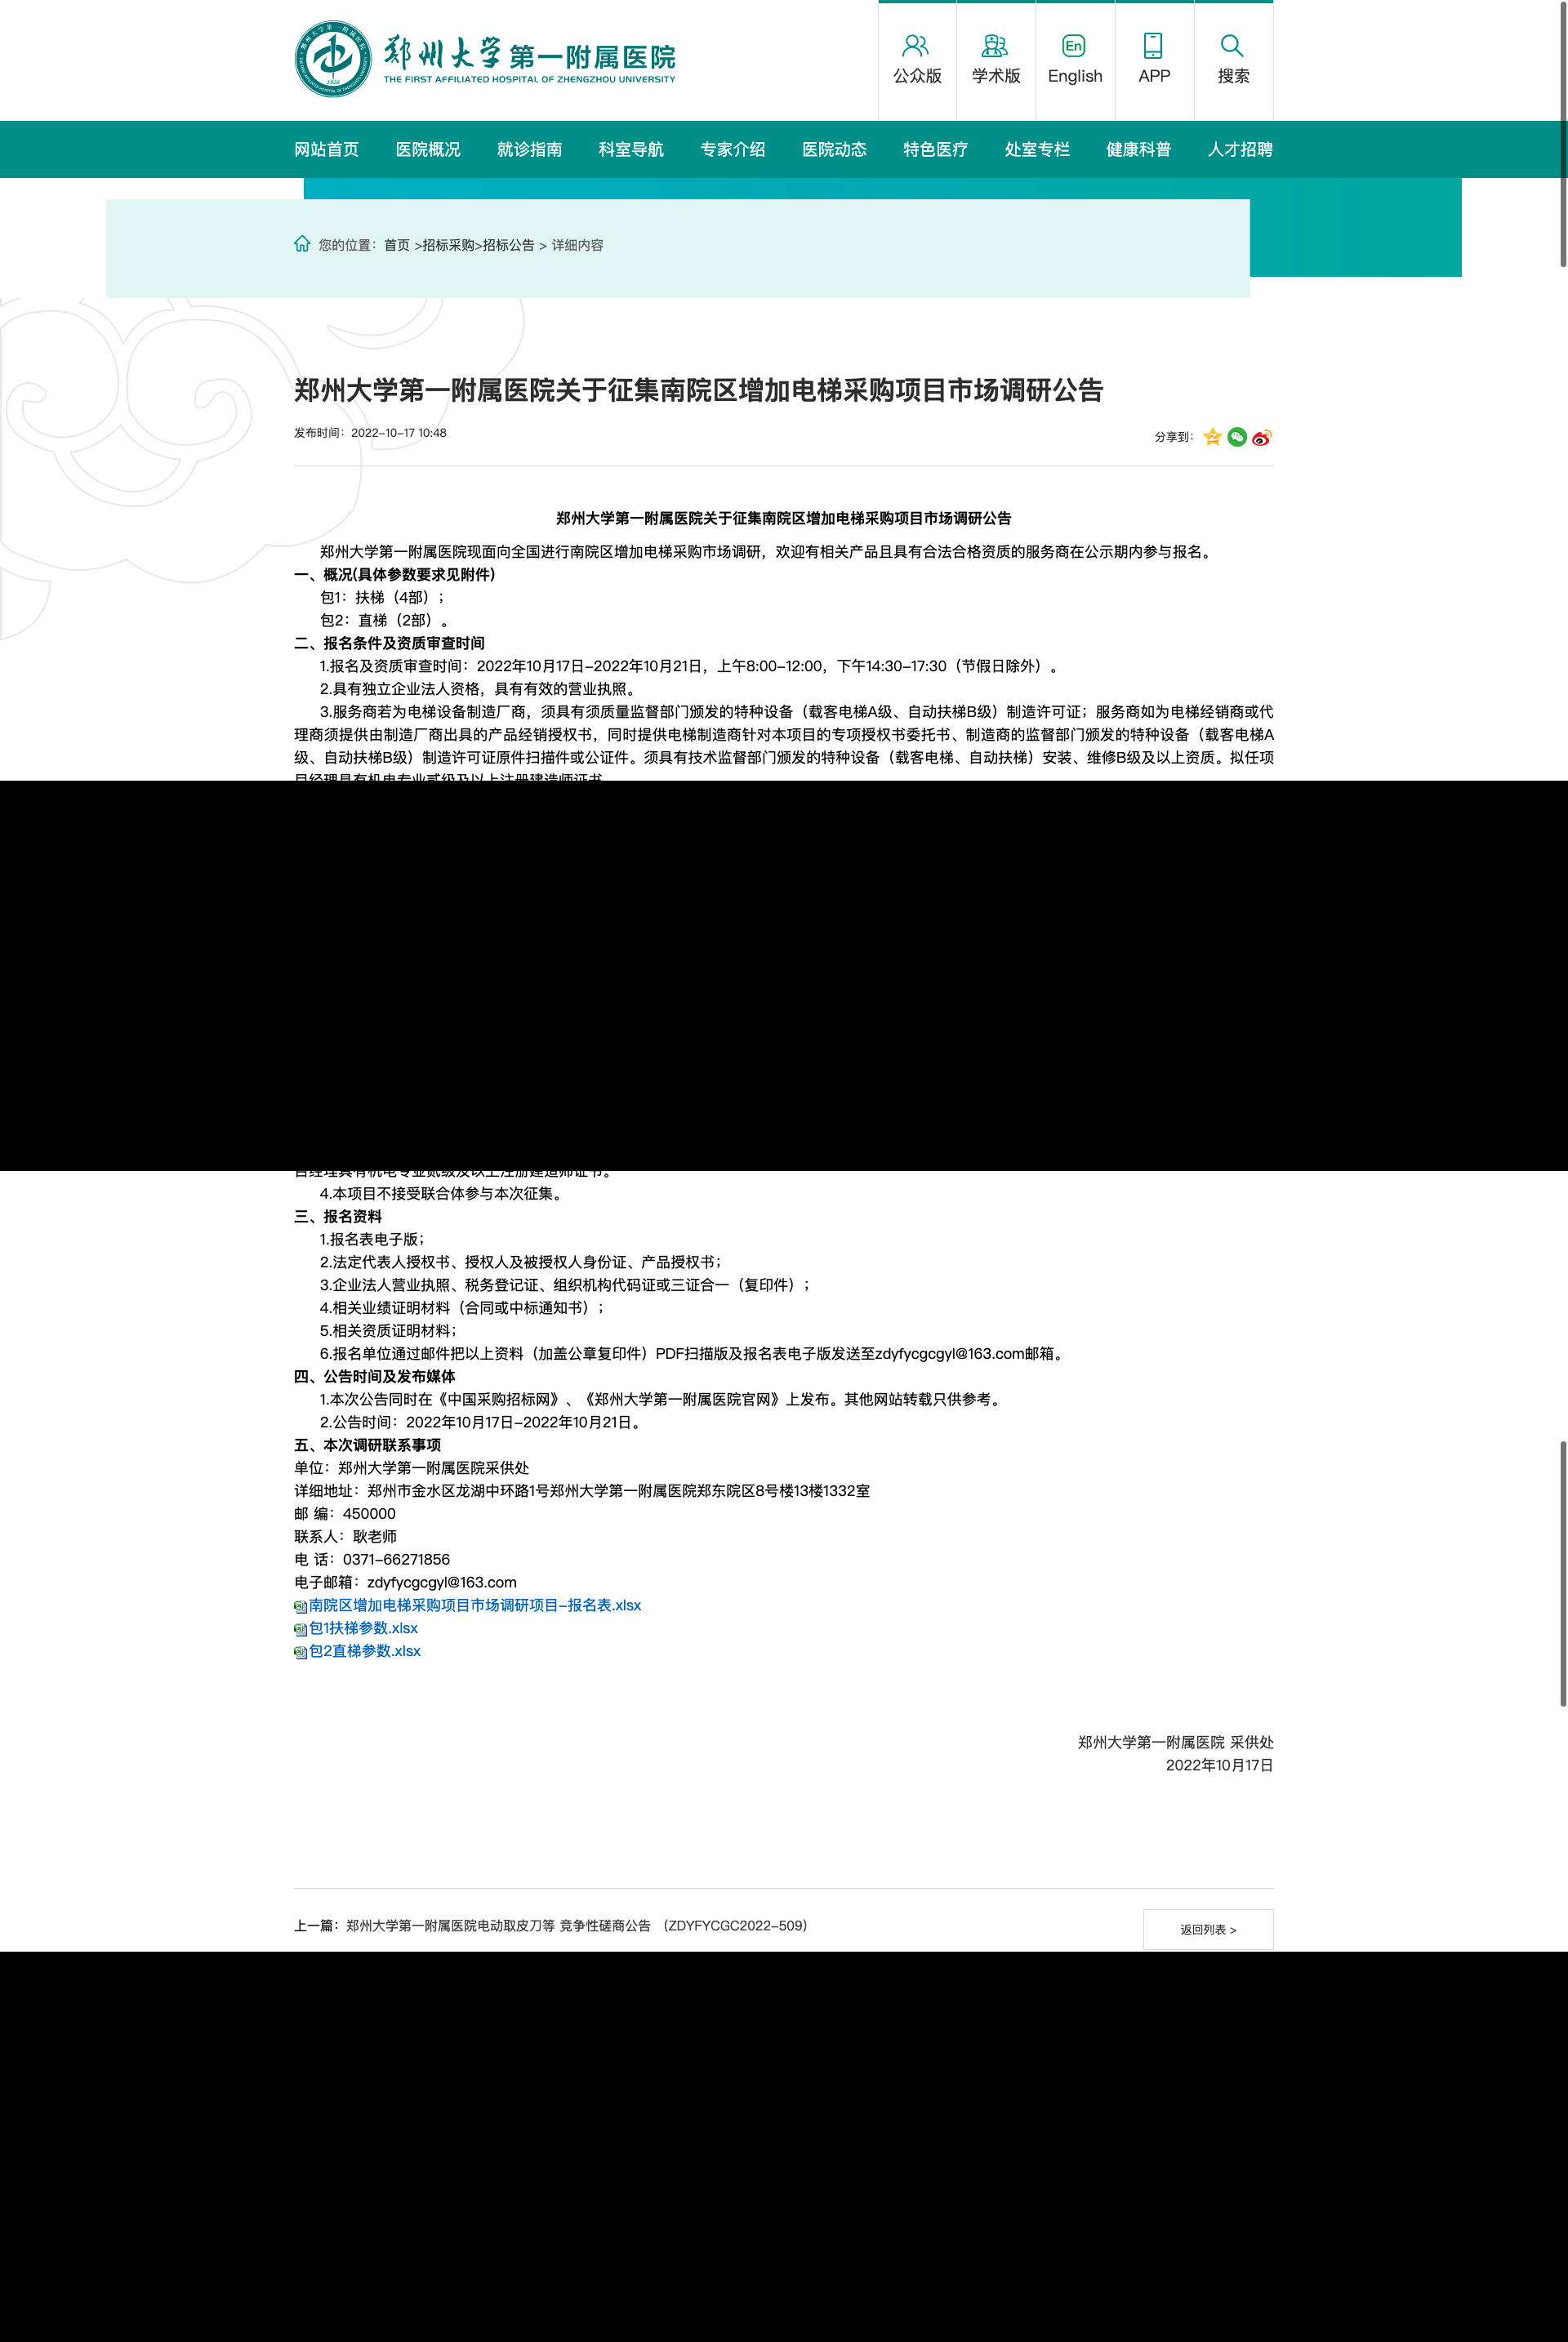 郑州大学第一附属医院
THE FIRST AFFILIATED HOSPITAL OF ZHENGZHOU UNIVERSITY
公众版 学术版 English APP 搜索
网站首页 医院概况 就诊指南 科室导航 专家介绍 医院动态 特色医疗 处室专栏 健康科普 人才招聘
您的位置：首页 >招标采购>招标公告 > 详细内容
郑州大学第一附属医院关于征集南院区增加电梯采购项目市场调研公告
发布时间：2022-10-17 10:48
分享到：
郑州大学第一附属医院关于征集南院区增加电梯采购项目市场调研公告
郑州大学第一附属医院现面向全国进行南院区增加电梯采购市场调研，欢迎有相关产品且具有合法合格资质的服务商在公示期内参与报名。
一、概况(具体参数要求见附件)
包1：扶梯（4部）；
包2：直梯（2部）。
二、报名条件及资质审查时间
1.报名及资质审查时间：2022年10月17日-2022年10月21日，上午8:00-12:00，下午14:30-17:30（节假日除外）。
2.具有独立企业法人资格，具有有效的营业执照。
3.服务商若为电梯设备制造厂商，须具有须质量监督部门颁发的特种设备（载客电梯A级、自动扶梯B级）制造许可证；服务商如为电梯经销商或代
理商须提供由制造厂商出具的产品经销授权书，同时提供电梯制造商针对本项目的专项授权书委托书、制造商的监督部门颁发的特种设备（载客电梯A
级、自动扶梯B级）制造许可证原件扫描件或公证件。须具有技术监督部门颁发的特种设备（载客电梯、自动扶梯）安装、维修B级及以上资质。拟任项
目经理具有机电专业贰级及以上注册建造师证书。
4.本项目不接受联合体参与本次征集。
三、报名资料
1.报名表电子版；
2.法定代表人授权书、授权人及被授权人身份证、产品授权书；
3.企业法人营业执照、税务登记证、组织机构代码证或三证合一（复印件）；
4.相关业绩证明材料（合同或中标通知书）；
5.相关资质证明材料；
6.报名单位通过邮件把以上资料（加盖公章复印件）PDF扫描版及报名表电子版发送至zdyfycgcgyl@163.com邮箱。
四、公告时间及发布媒体
1.本次公告同时在《中国采购招标网》、《郑州大学第一附属医院官网》上发布。其他网站转载只供参考。
2.公告时间：2022年10月17日-2022年10月21日。
五、本次调研联系事项
单位：郑州大学第一附属医院采供处
详细地址：郑州市金水区龙湖中环路1号郑州大学第一附属医院郑东院区8号楼13楼1332室
邮 编：450000
联系人：耿老师
电 话：0371-66271856
电子邮箱：zdyfycgcgyl@163.com
南院区增加电梯采购项目市场调研项目-报名表.xlsx
包1扶梯参数.xlsx
包2直梯参数.xlsx
郑州大学第一附属医院 采供处
2022年10月17日
上一篇：郑州大学第一附属医院电动取皮刀等 竞争性磋商公告 （ZDYFYCGC2022-509）
返回列表 >